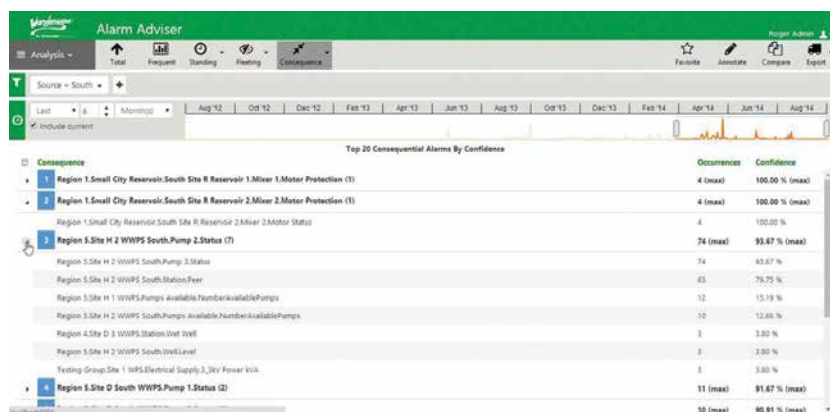 Wonderware
Alarm Adviser
Roger Admin
Analysis
Total
Frequent
Standing
Fleeting
Consequence
Favorite
Annotate
Compare
Export
Source = South
+
Last
6
Month(s)
Include current
Aug '12
Oct '12
Dec '12
Feb '13
Apr '13
Jun '13
Aug '13
Oct '13
Dec '13
Feb '14
Apr '14
Jun '14
Aug '14
Top 20 Consequential Alarms By Confidence
Consequence Occurrences Confidence
1 Region 1.Small City Reservoir.South Site R Reservoir 1.Mixer 1.Motor Protection (1) 4 (max) 100.00 % (max)
2 Region 1.Small City Reservoir.South Site R Reservoir 2.Mixer 2.Motor Protection (1) 4 (max) 100.00 % (max)
Region 1.Small City Reservoir.South Site R Reservoir 2.Mixer 2.Motor Status 4 100.00 %
3 Region 5.Site H 2 WWPS South.Pump 2.Status (7) 74 (max) 93.67 % (max)
Region 5.Site H 2 WWPS South.Pump 3.Status 74 93.67 %
Region 5.Site H 2 WWPS South.Station.Peer 63 79.75 %
Region 5.Site H 1 WWPS.Pumps Available.NumberAvailablePumps 12 15.19 %
Region 5.Site H 2 WWPS South.Pumps Available.NumberAvailablePumps 10 12.66 %
Region 4.Site D 3 WWPS.Station.Wet Well 3 3.80 %
Region 5.Site H 2 WWPS South.Well.Level 3 3.80 %
Testing Group.Site 1 WPS.Electrical Supply.3_3kV Power kVA 3 3.80 %
4 Region 5.Site D South WWPS.Pump 1.Status (2) 11 (max) 91.67 % (max)
10 (max) 90.91 % (max)